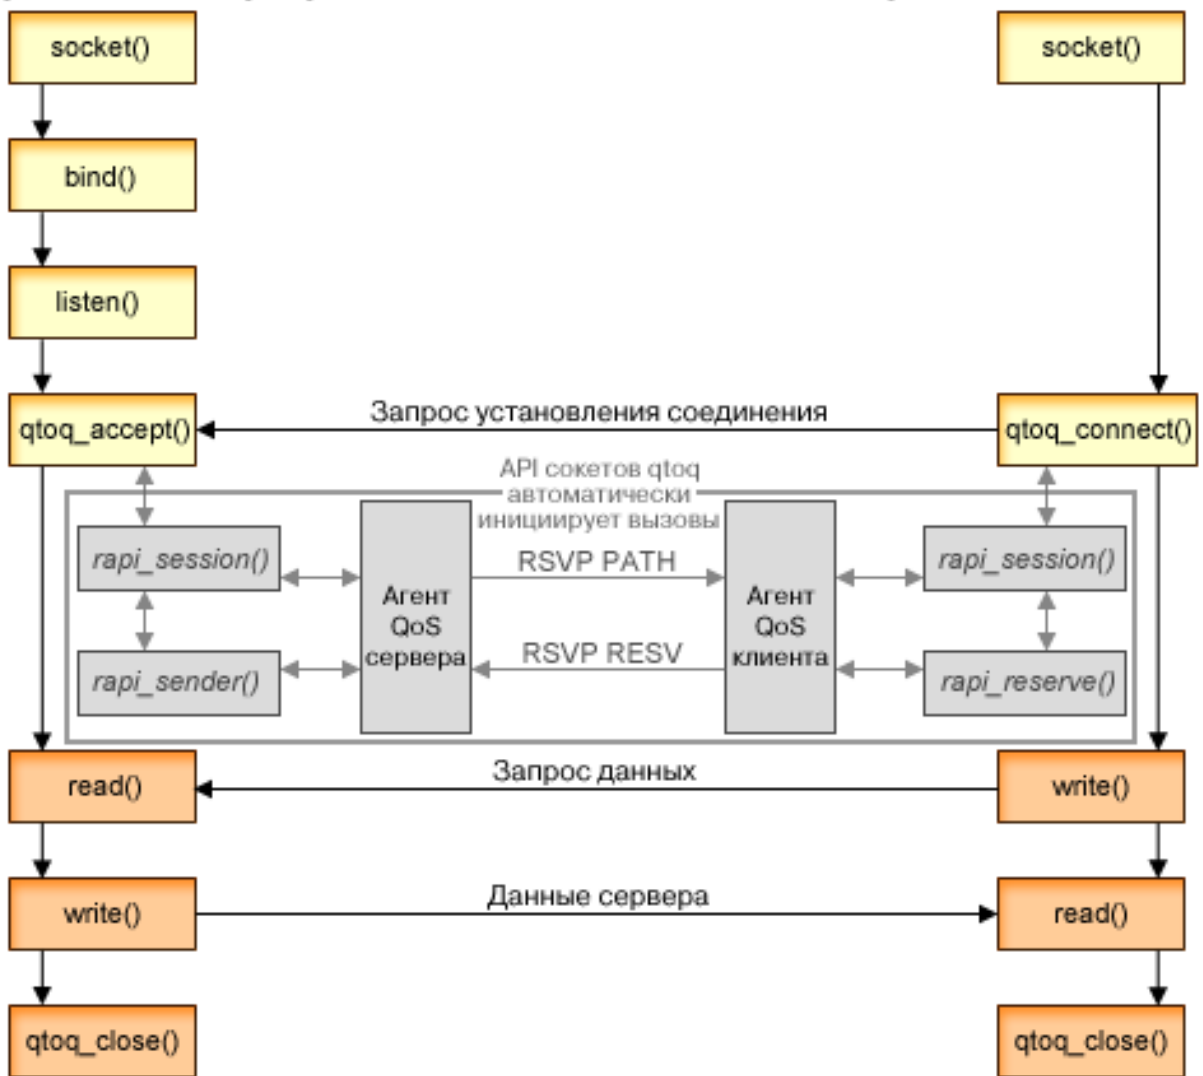 socket()
socket()
bind()
listen()
qtoq_accept()
Запрос установления соединения
qtoq_connect()
API сокетов qtoq
автоматически
инициирует вызовы
rapi_session()
Агент
QoS
сервера
RSVP PATH
Агент
QoS
клиента
rapi_session()
rapi_sender()
RSVP RESV
rapi_reserve()
read()
Запрос данных
write()
write()
Данные сервера
read()
qtoq_close()
qtoq_close()